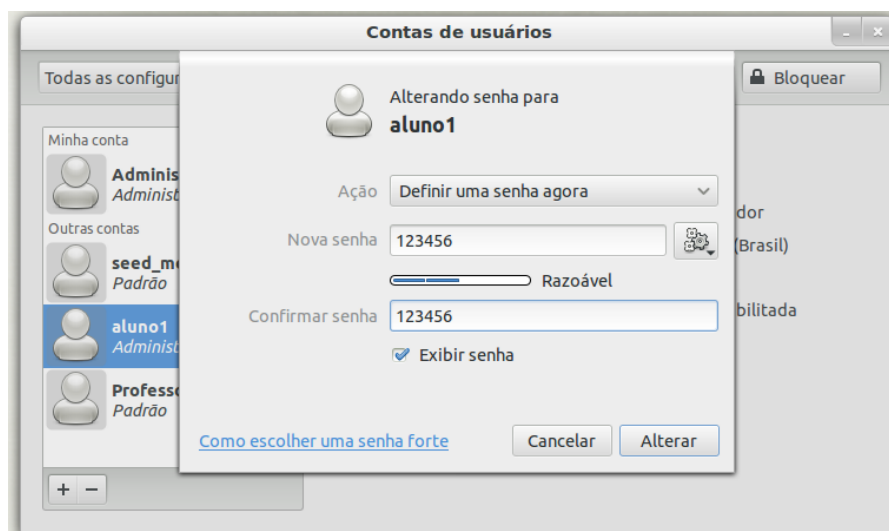 Contas de usuários
Todas as configur
Bloquear
Minha conta
Adminis
Administ
Outras contas
seed_m
Padrão
aluno1
Administ
Profess
Padrão
Alterando senha para
aluno1
Ação Definir uma senha agora
Nova senha 123456
Razoável
Confirmar senha 123456
Exibir senha
Como escolher uma senha forte
Cancelar
Alterar
dor
(Brasil)
bilitada
+ −